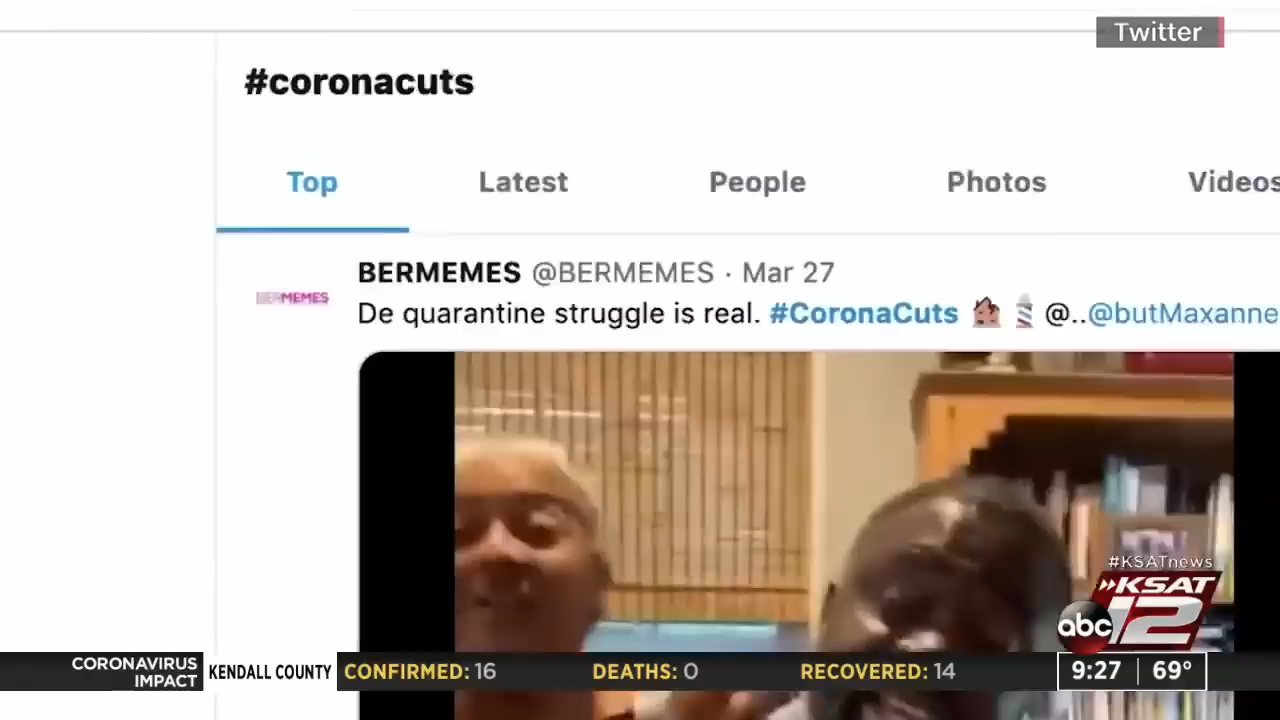 Twitter
#coronacuts
Top Latest People Photos Videos
BERMEMES
BERMEMES @BERMEMES · Mar 27
De quarantine struggle is real. #CoronaCuts 🏠💈 @..@butMaxanne
#KSATnews
KSAT
abc 12
CORONAVIRUS IMPACT
KENDALL COUNTY CONFIRMED: 16 DEATHS: 0 RECOVERED: 14
9:27 69°